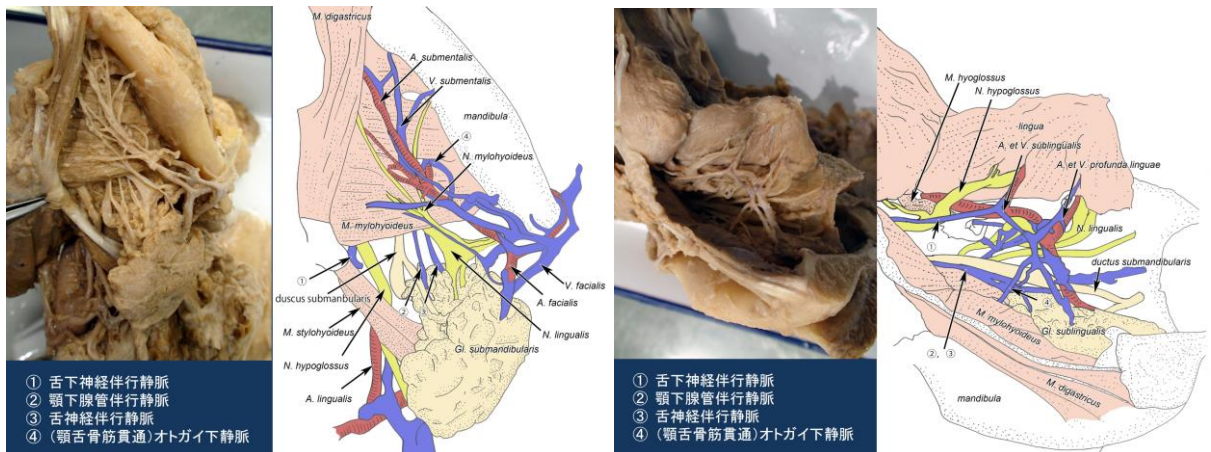 ① 舌下神経伴行静脈
② 顎下腺管伴行静脈
③ 舌神経伴行静脈
④ (顎舌骨筋貫通)オトガイ下静脈
M. digastricus
A. submentalis
V. submentalis
mandibula
④
N. mylohyoideus
M. mylohyoideus
①
duscus submanbularis
②
③
V. facialis
A. facialis
M. stylohyoideus
N. lingualis
N. hypoglossus
Gl. submandibularis
A. lingualis
① 舌下神経伴行静脈
② 顎下腺管伴行静脈
③ 舌神経伴行静脈
④ (顎舌骨筋貫通)オトガイ下静脈
M. hyoglossus
N. hypoglossus
lingua
A. et V. sublingualis
A. et V. profunda linguae
①
N. lingualis
ductus submandibularis
④
M. mylohyoideus
Gl. sublingualis
②, ③
M. digastricus
mandibula